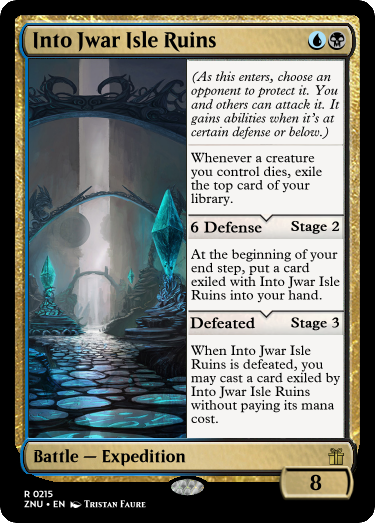 Into Jwar Isle Ruins
(As this enters, choose an
opponent to protect it. You
and others can attack it. It
gains abilities when it's at
certain defense or below.)
Whenever a creature
you control dies, exile
the top card of your
library.
6 Defense Stage 2
At the beginning of your
end step, put a card
exiled with Into Jwar Isle
Ruins into your hand.
Defeated Stage 3
When Into Jwar Isle
Ruins is defeated, you
may cast a card exiled by
Into Jwar Isle Ruins
without paying its mana
cost.
Battle — Expedition
8
R 0215
ZNU • EN Tristan Faure